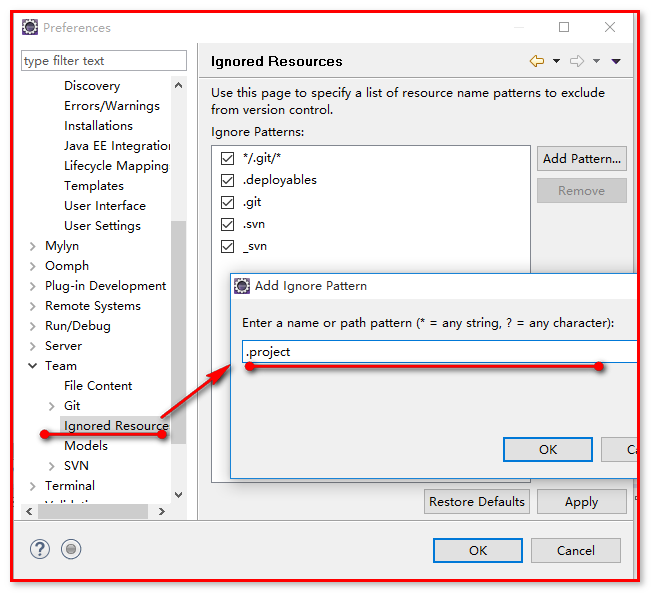 Preferences
type filter text
Ignored Resources
Discovery
Errors/Warnings
Installations
Java EE Integratio
Lifecycle Mapping
Templates
User Interface
User Settings
Mylyn
Oomph
Plug-in Development
Remote Systems
Run/Debug
Server
Team
File Content
Git
Ignored Resource
Models
SVN
Terminal
Use this page to specify a list of resource name patterns to exclude
from version control.
Ignore Patterns:
*/.git/*
.deployables
.git
.svn
_svn
Add Pattern...
Remove
Add Ignore Pattern
Enter a name or path pattern (* = any string, ? = any character):
.project
OK
Ca
Restore Defaults
Apply
?
OK
Cancel